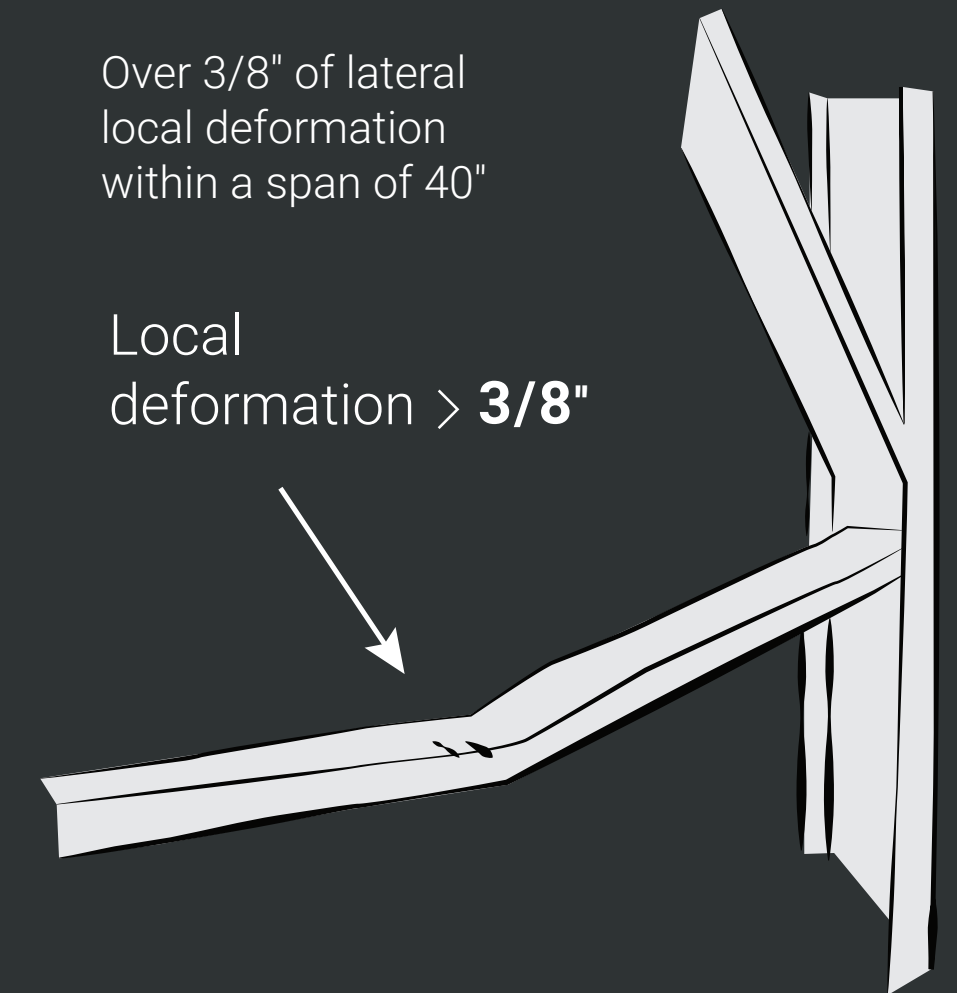 Over 3/8" of lateral
local deformation
within a span of 40"
Local
deformation > 3/8"